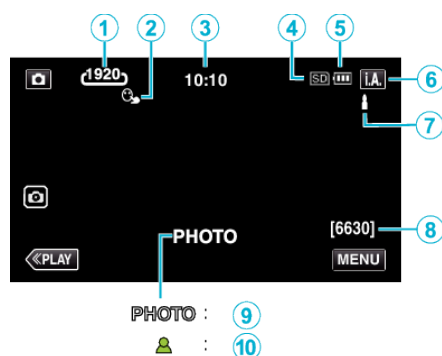 1 2 3 4 5
1920 10:10 SD i.A. 6
7
PHOTO [6630] 8
≪PLAY MENU
PHOTO : 9
: 10